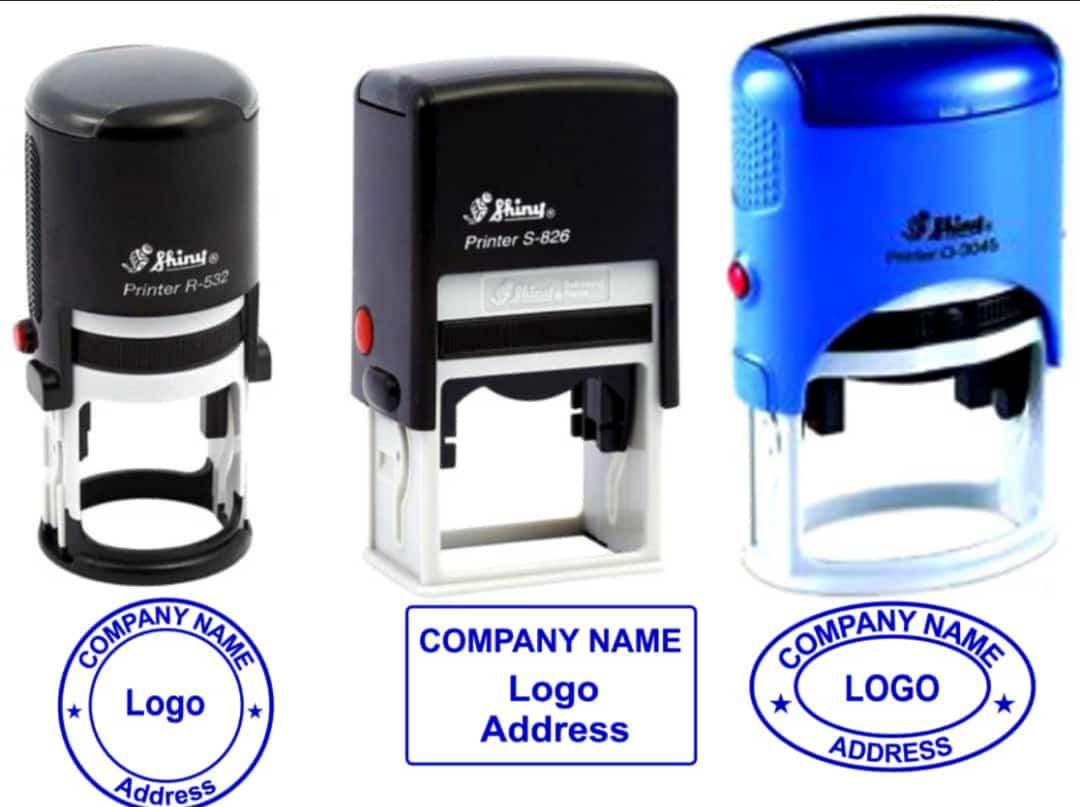 Shiny®
Printer R-532
COMPANY NAME
Logo
Address
Shiny®
Printer S-826
Shiny®
COMPANY NAME
Logo
Address
Shiny®
Printer O-3045
COMPANY NAME
LOGO
ADDRESS